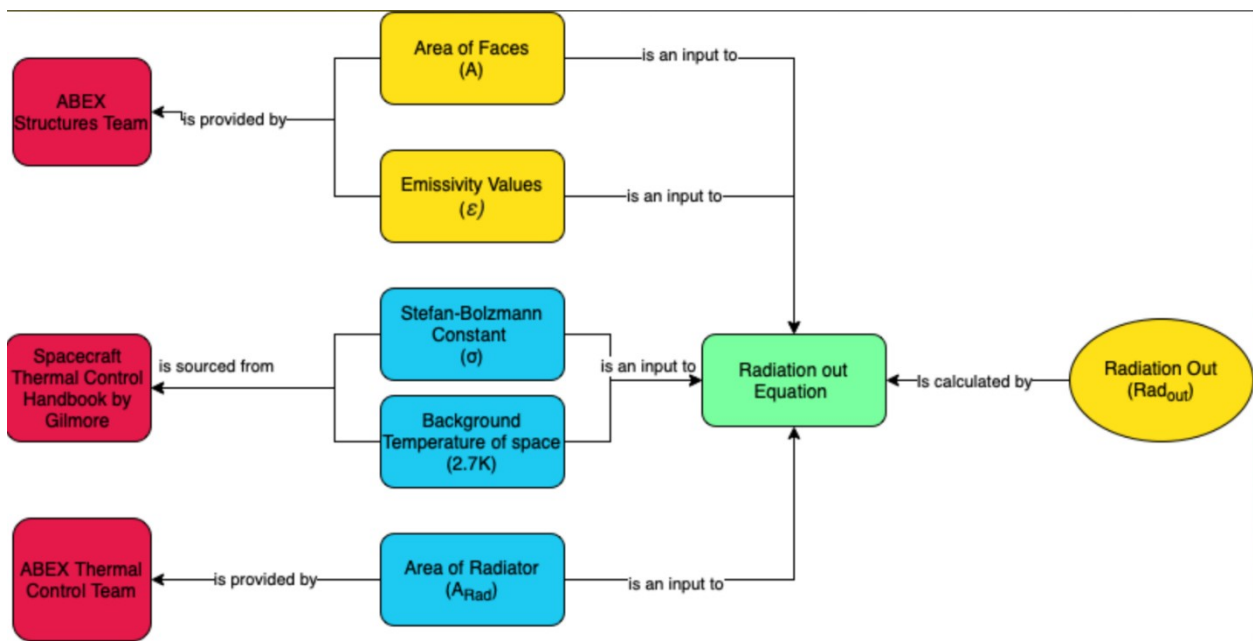 Area of Faces
(A)
is an input to
ABEX
Structures Team
is provided by
Emissivity Values
(ε)
is an input to
Stefan-Bolzmann
Constant
(σ)
Spacecraft
Thermal Control
Handbook by
Gilmore
is sourced from
is an input to
Radiation out
Equation
Is calculated by
Radiation Out
(Rad_out)
Background
Temperature of space
(2.7K)
ABEX Thermal
Control Team
is provided by
Area of Radiator
(A_Rad)
is an input to